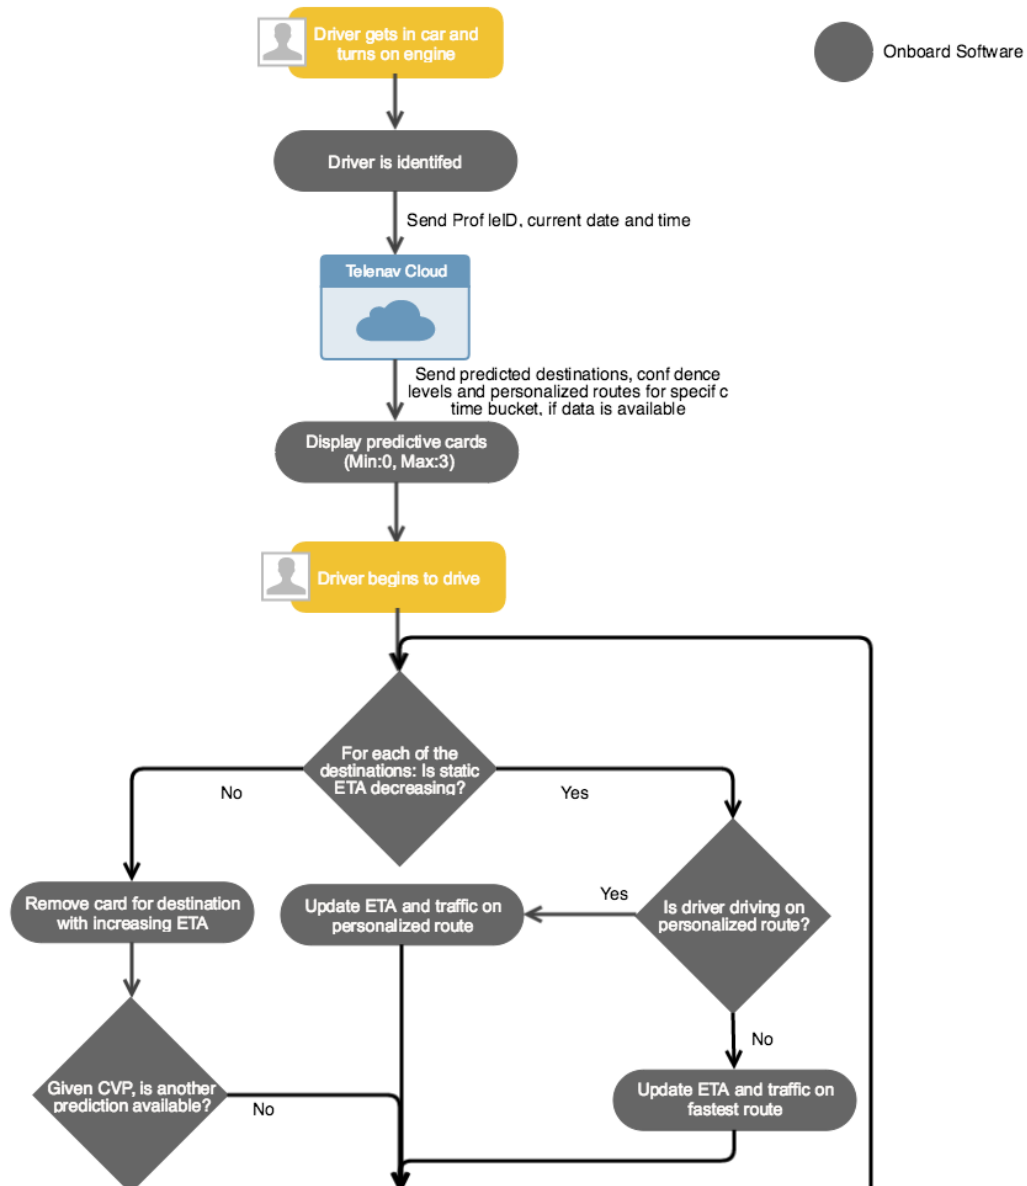 Driver gets in car and
turns on engine
Onboard Software
Driver is identifed
Send Prof leID, current date and time
Telenav Cloud
Send predicted destinations, conf dence
levels and personalized routes for specif c
time bucket, if data is available
Display predictive cards
(Min:0, Max:3)
Driver begins to drive
For each of the
destinations: Is static
ETA decreasing?
No
Yes
Remove card for destination
with increasing ETA
Update ETA and traffic on
personalized route
Yes
Is driver driving on
personalized route?
No
Given CVP, is another
prediction available?
No
Update ETA and traffic on
fastest route